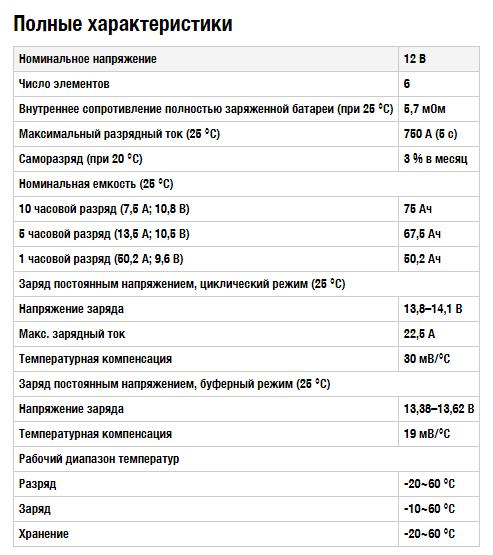 Полные характеристики
Номинальное напряжение 12 В
Число элементов 6
Внутреннее сопротивление полностью заряженной батареи (при 25 °С) 5,7 мОм
Максимальный разрядный ток (25 °С) 750 А (5 с)
Саморазряд (при 20 °С) 3 % в месяц
Номинальная емкость (25 °С)
10 часовой разряд (7,5 А; 10,8 В) 75 Ач
5 часовой разряд (13,5 А; 10,5 В) 67,5 Ач
1 часовой разряд (50,2 А; 9,6 В) 50,2 Ач
Заряд постоянным напряжением, циклический режим (25 °С)
Напряжение заряда 13,8–14,1 В
Макс. зарядный ток 22,5 А
Температурная компенсация 30 мВ/°С
Заряд постоянным напряжением, буферный режим (25 °С)
Напряжение заряда 13,38–13,62 В
Температурная компенсация 19 мВ/°С
Рабочий диапазон температур
Разряд -20~60 °С
Заряд -10~60 °С
Хранение -20~60 °С